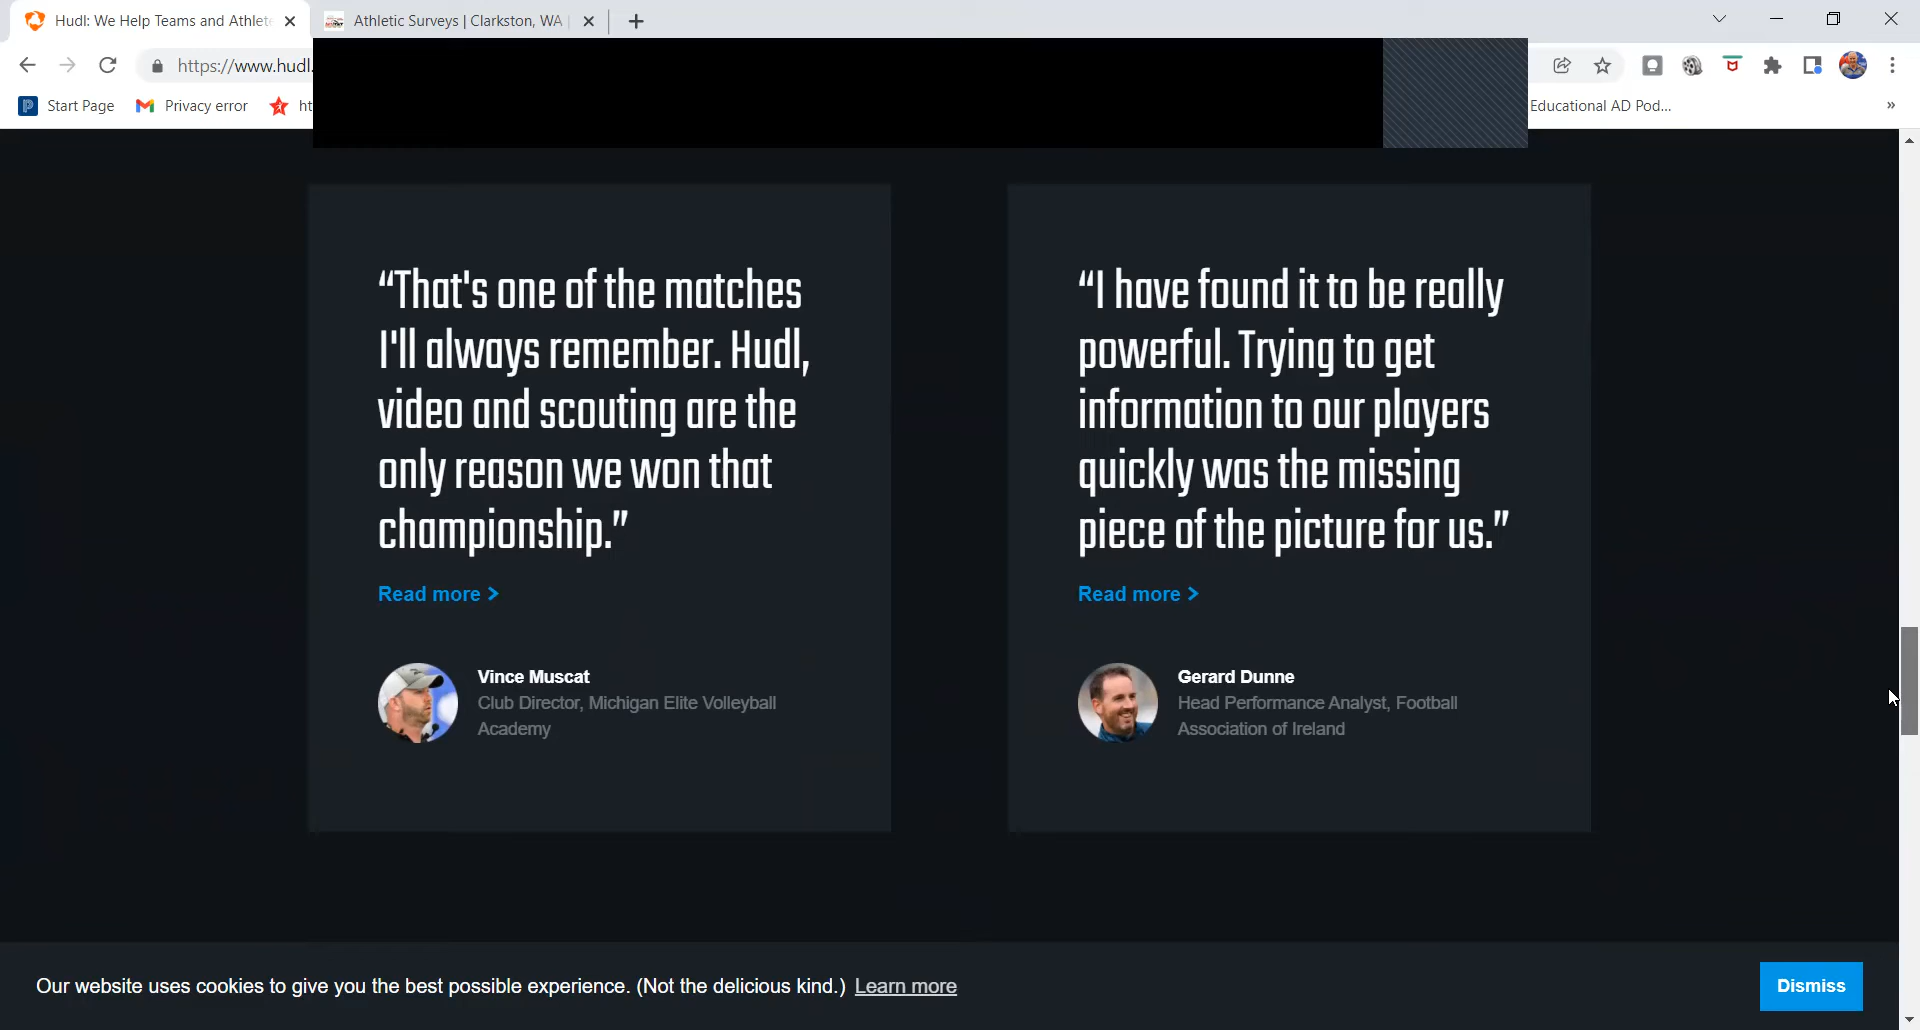 Hudl: We Help Teams and Athlete
Athletic Surveys | Clarkston, WA
https://www.hudl.
Start Page
Privacy error
ht
Educational AD Pod...
»
“That's one of the matches
I'll always remember. Hudl,
video and scouting are the
only reason we won that
championship.”
Read more >
Vince Muscat
Club Director, Michigan Elite Volleyball
Academy
“I have found it to be really
powerful. Trying to get
information to our players
quickly was the missing
piece of the picture for us.”
Read more >
Gerard Dunne
Head Performance Analyst, Football
Association of Ireland
Our website uses cookies to give you the best possible experience. (Not the delicious kind.) Learn more
Dismiss